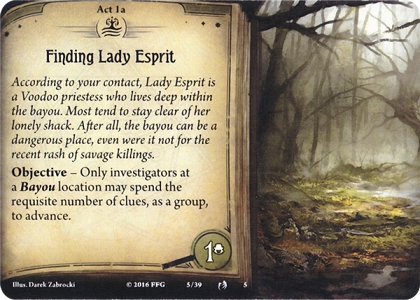 Act 1a
Finding Lady Esprit
According to your contact, Lady Esprit is
a Voodoo priestess who lives deep within
the bayou. Most tend to stay clear of her
lonely shack. After all, the bayou can be a
dangerous place, even were it not for the
recent rash of savage killings.
Objective – Only investigators at
a Bayou location may spend the
requisite number of clues, as a group,
to advance.
1
Illus. Darek Zabrocki
© 2016 FFG
5/39
5